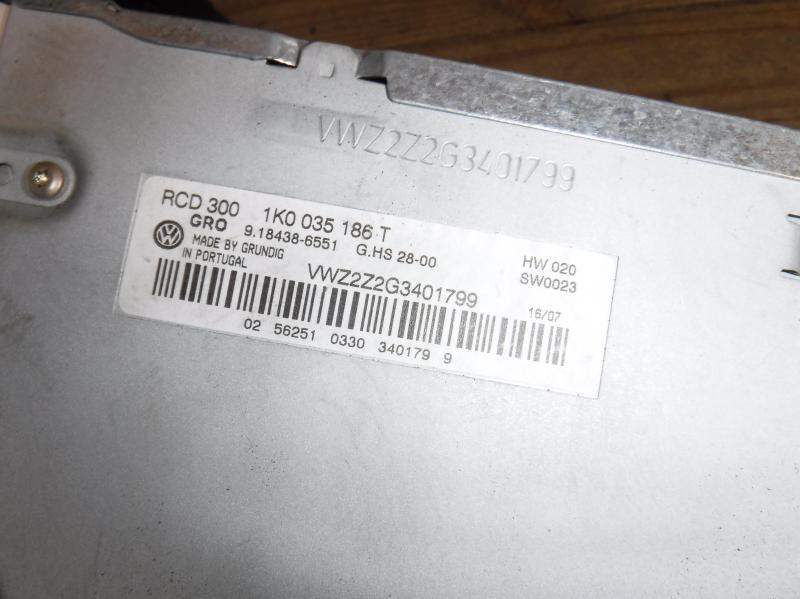 VWZ2Z2G3401799
RCD 300 1K0 035 186 T
GRO 9.18438-6551 G.HS 28-00
MADE BY GRUNDIG
IN PORTUGAL
HW 020
SW0023
VWZ2Z2G3401799
16/07
02 56251 0330 340179 9